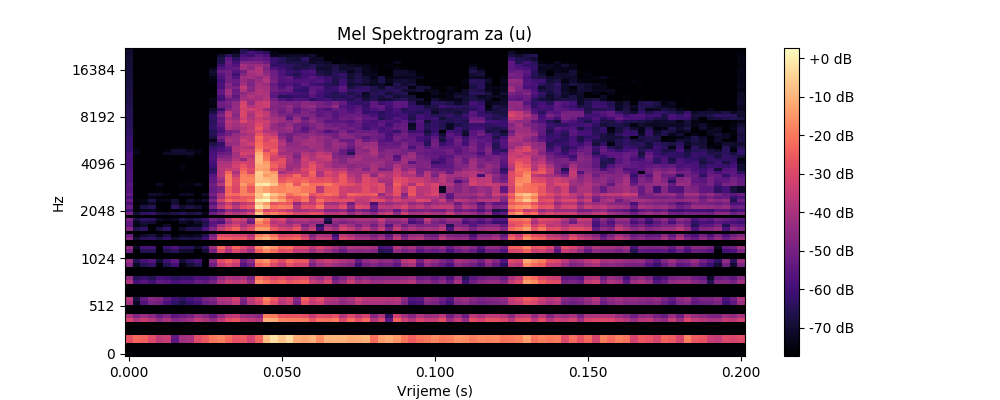 Mel Spektrogram za (u)
16384
8192
4096
2048
1024
512
0
Hz
0.000 0.050 0.100 0.150 0.200
Vrijeme (s)
+0 dB
-10 dB
-20 dB
-30 dB
-40 dB
-50 dB
-60 dB
-70 dB